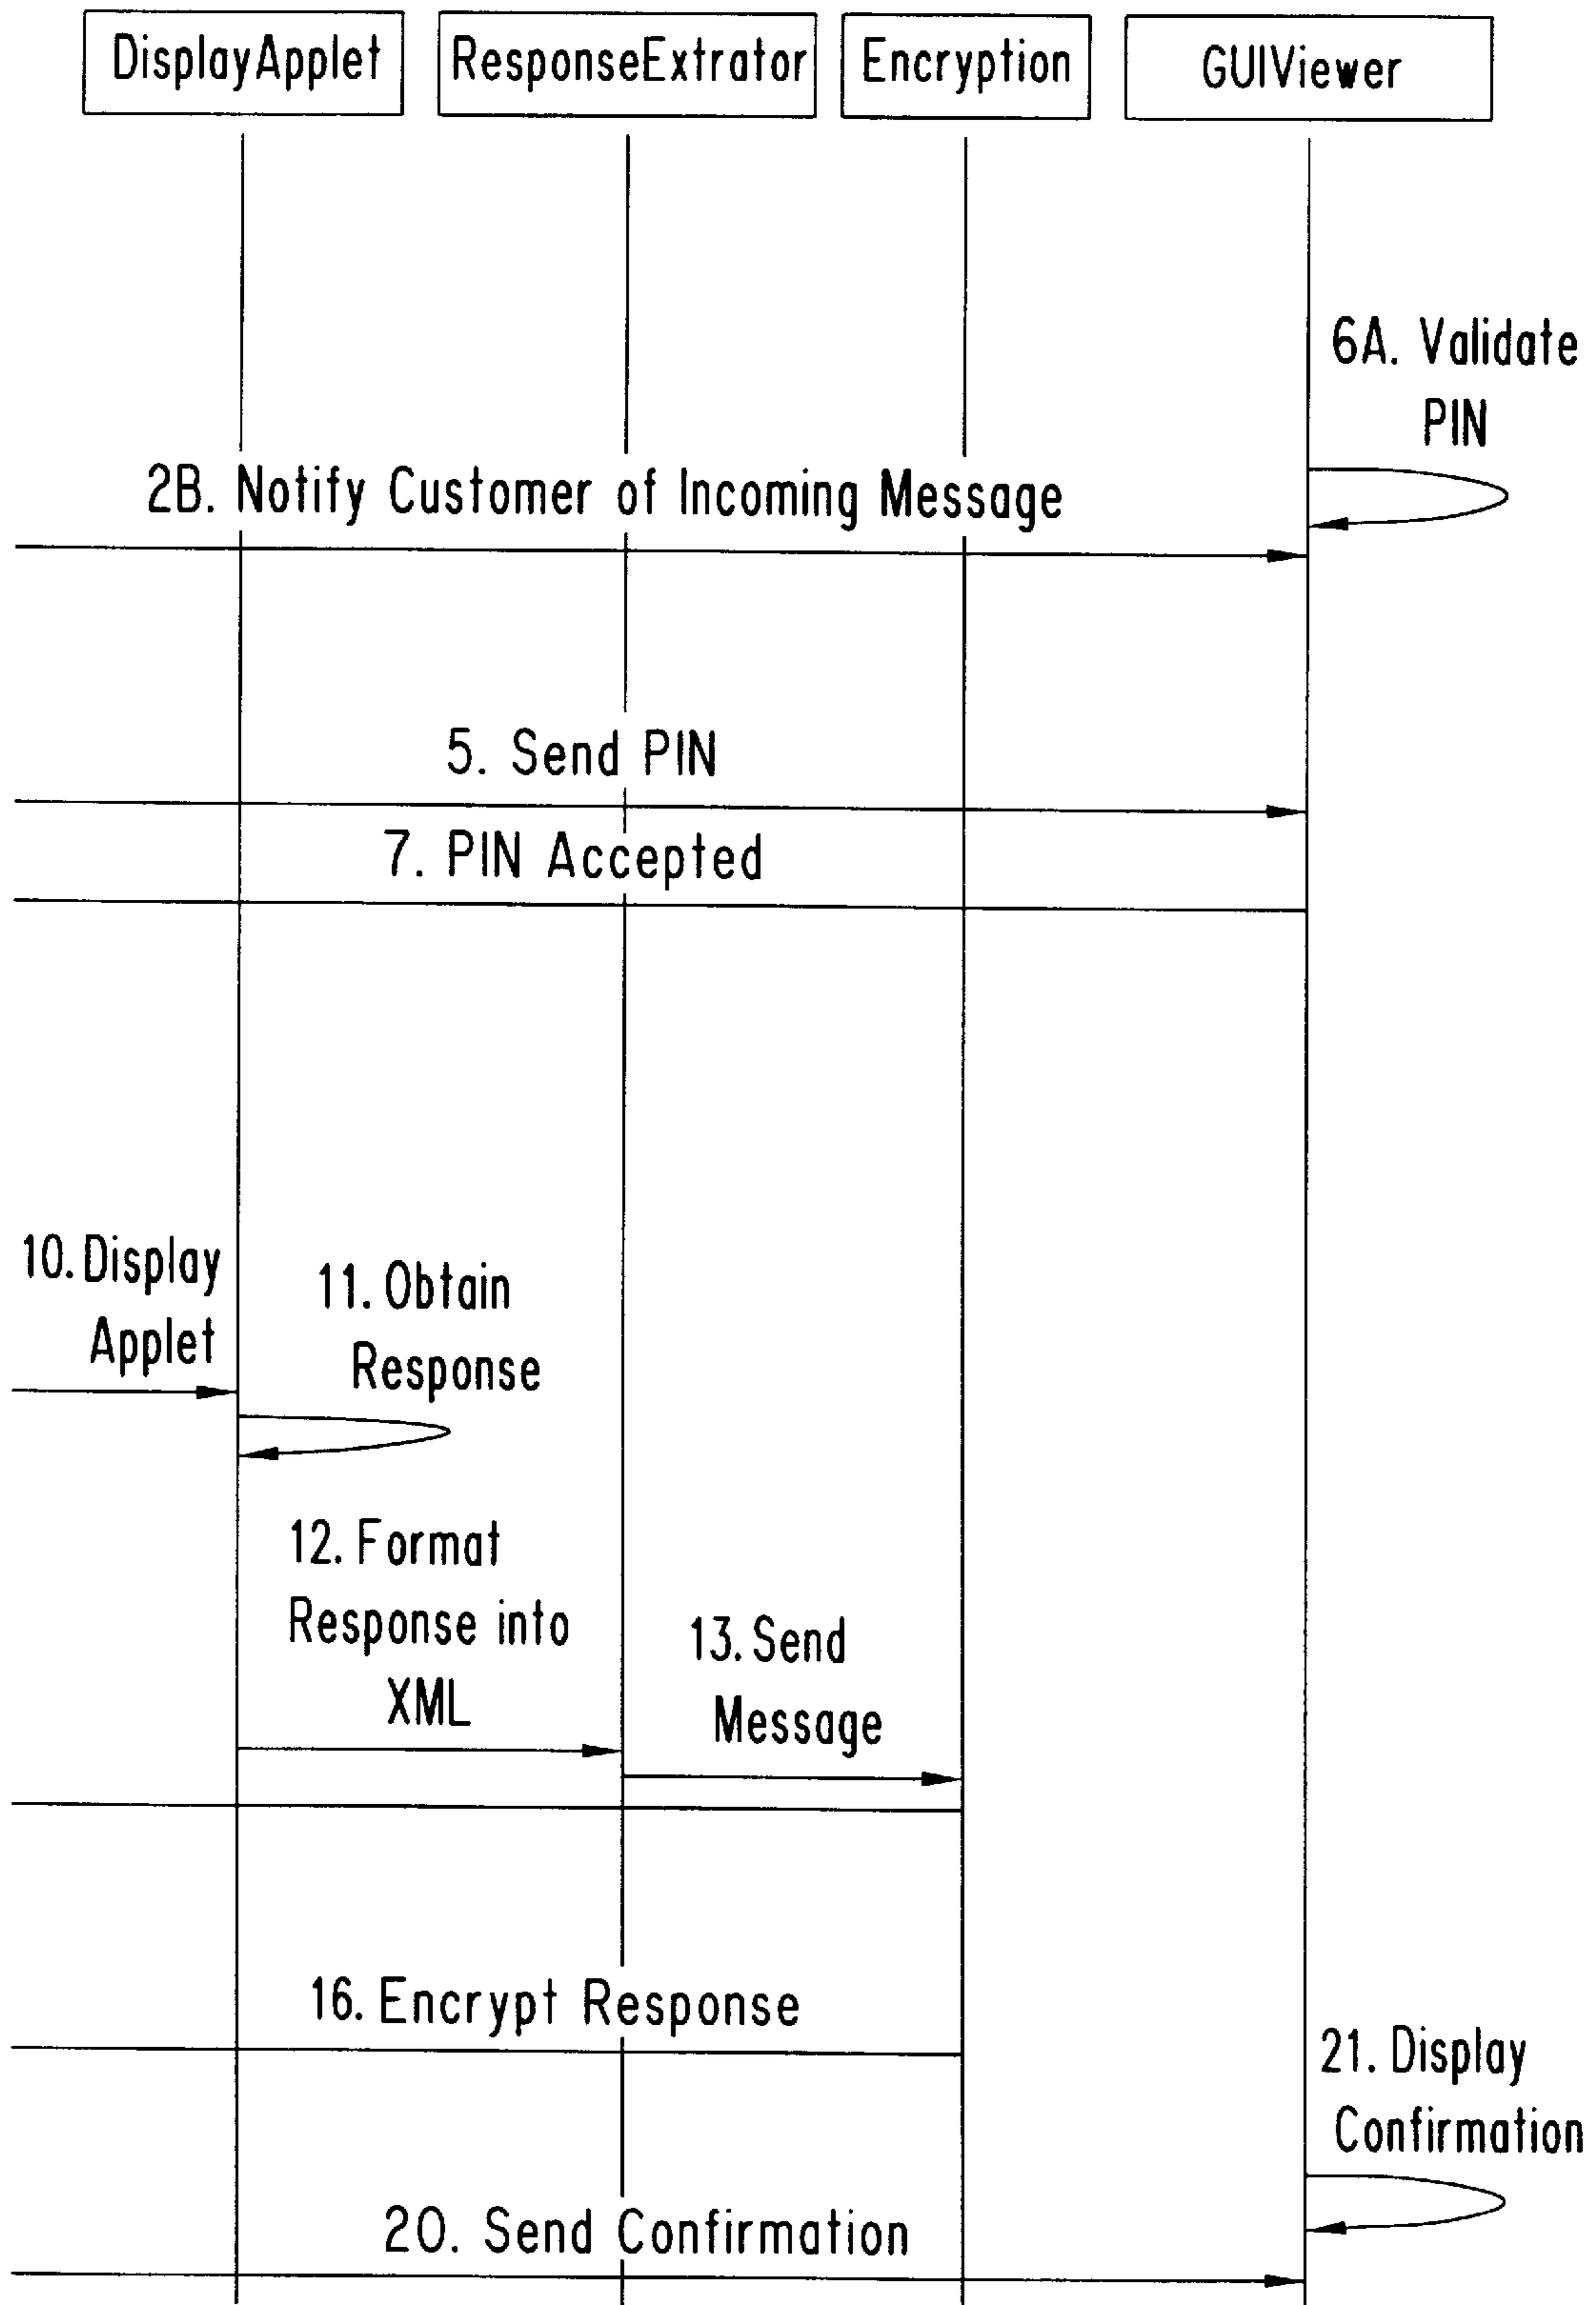 DisplayApplet
ResponseExtrator
Encryption
GUIViewer
6A. Validate
PIN
2B. Notify Customer of Incoming Message
5. Send PIN
7. PIN Accepted
10. Display
Applet
11. Obtain
Response
12. Format
Response into
XML
13. Send
Message
16. Encrypt Response
21. Display
Confirmation
20. Send Confirmation